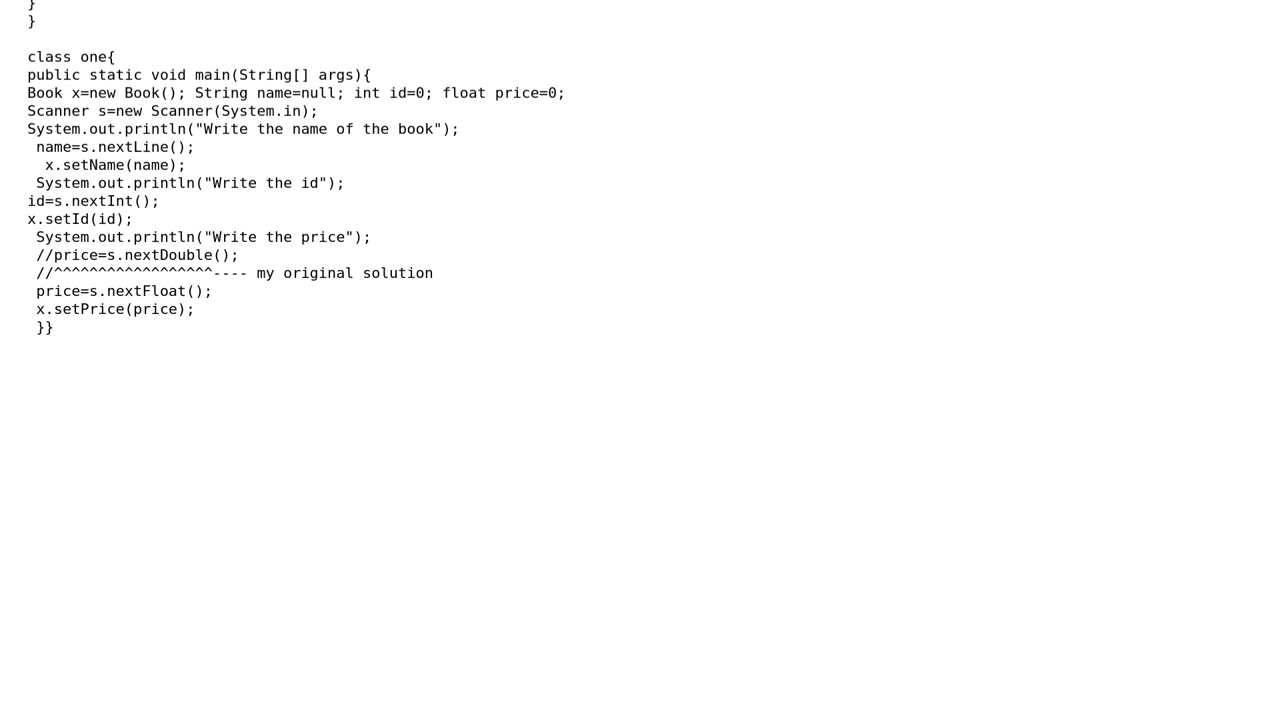 }
}
class one{
public static void main(String[] args){
Book x=new Book(); String name=null; int id=0; float price=0;
Scanner s=new Scanner(System.in);
System.out.println("Write the name of the book");
name=s.nextLine();
x.setName(name);
System.out.println("Write the id");
id=s.nextInt();
x.setId(id);
System.out.println("Write the price");
//price=s.nextDouble();
//^^^^^^^^^^^^^^^^^^---- my original solution
price=s.nextFloat();
x.setPrice(price);
}}